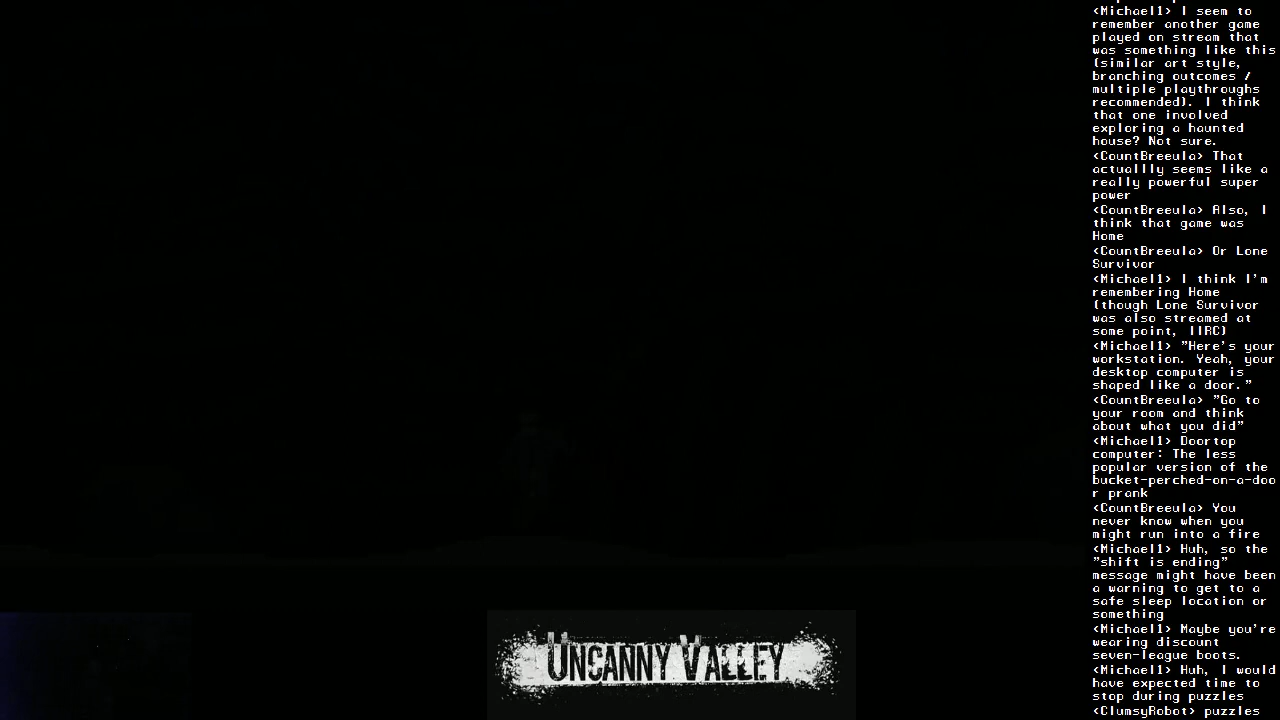 <Michael1> I seem to
remember another game
played on stream that
was something like this
(similar art style,
branching outcomes /
multiple playthroughs
recommended). I think
that one involved
exploring a haunted
house? Not sure.
<CountBreeula> That
actuallly seems like a
really powerful super
power
<CountBreeula> Also, I
think that game was
Home
<CountBreeula> Or Lone
Survivor
<Michael1> I think I'm
remembering Home
(though Lone Survivor
was also streamed at
some point, IIRC)
<Michael1> "Here's your
workstation. Yeah, your
desktop computer is
shaped like a door."
<CountBreeula> "Go to
your room and think
about what you did"
<Michael1> Doortop
computer: The less
popular version of the
bucket-perched-on-a-doo
r prank
<CountBreeula> You
never know when you
might run into a fire
<Michael1> Huh, so the
"shift is ending"
message might have been
a warning to get to a
safe sleep location or
something
<Michael1> Maybe you're
wearing discount
seven-league boots.
<Michael1> Huh, I would
have expected time to
stop during puzzles
<ClumsyRobot> puzzles
UNCANNY VALLEY